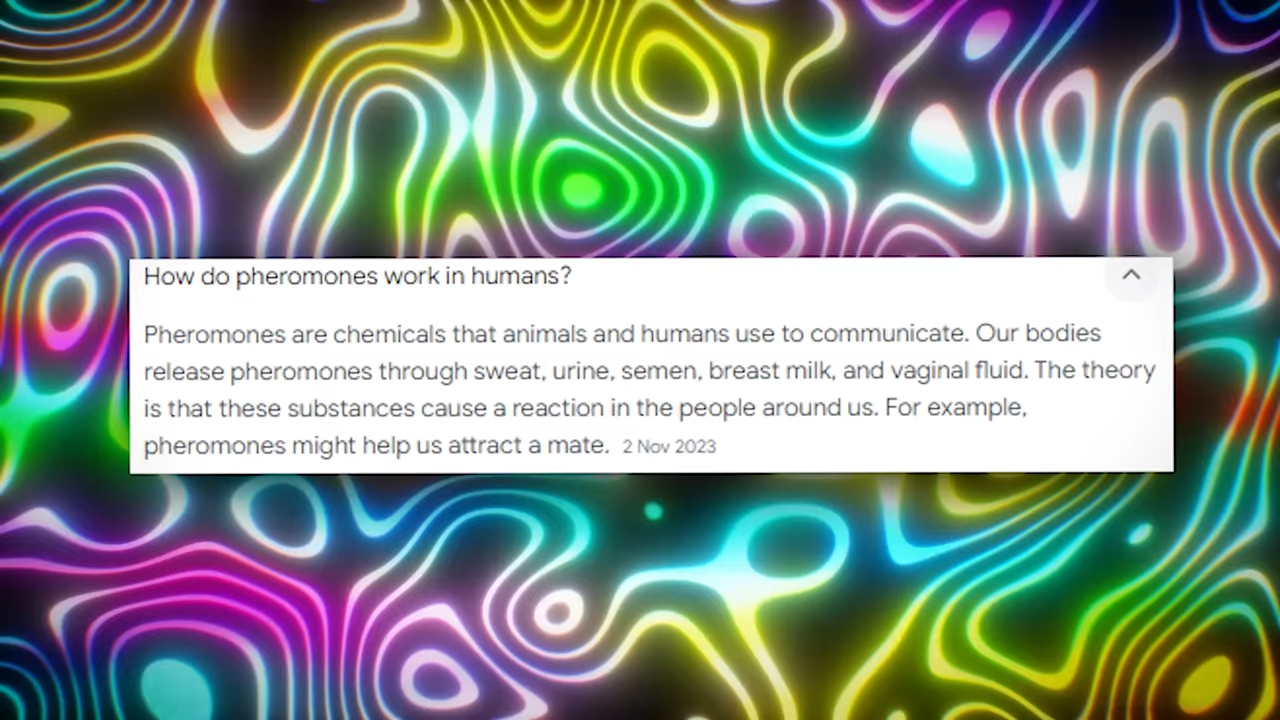 How do pheromones work in humans?
Pheromones are chemicals that animals and humans use to communicate. Our bodies
release pheromones through sweat, urine, semen, breast milk, and vaginal fluid. The theory
is that these substances cause a reaction in the people around us. For example,
pheromones might help us attract a mate. 2 Nov 2023